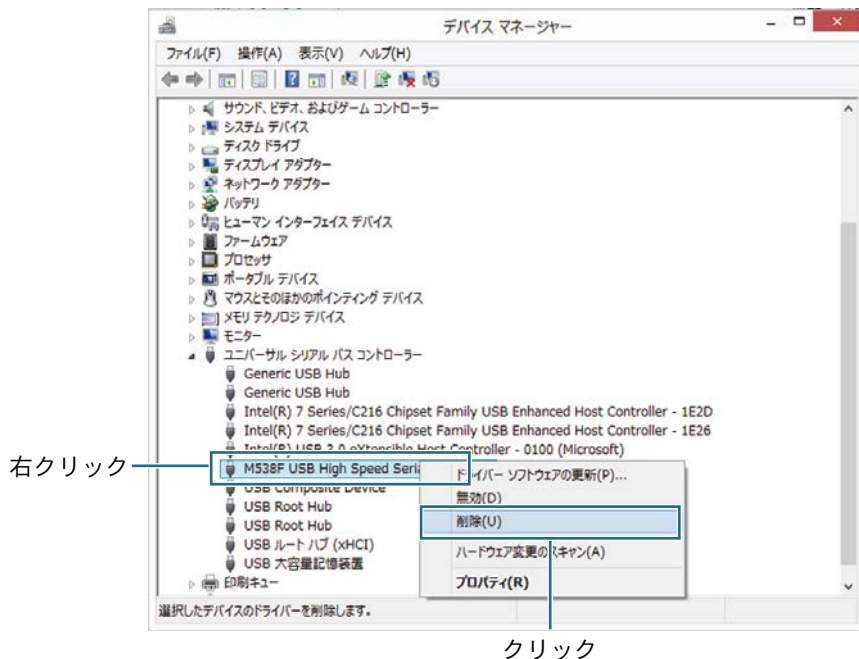 デバイス マネージャー
ファイル(F) 操作(A) 表示(V) ヘルプ(H)
サウンド、ビデオ、およびゲーム コントローラー
システム デバイス
ディスク ドライブ
ディスプレイ アダプター
ネットワーク アダプター
バッテリ
ヒューマン インターフェイス デバイス
ファームウェア
プロセッサ
ポータブル デバイス
マウスとそのほかのポインティング デバイス
メモリ テクノロジ デバイス
モニター
ユニバーサル シリアル バス コントローラー
Generic USB Hub
Generic USB Hub
Intel(R) 7 Series/C216 Chipset Family USB Enhanced Host Controller - 1E2D
Intel(R) 7 Series/C216 Chipset Family USB Enhanced Host Controller - 1E26
Intel(R) USB 3.0 eXtensible Host Controller - 0100 (Microsoft)
右クリック
M538F USB High Speed Seria
ドライバー ソフトウェアの更新(P)...
USB Composite Device
無効(D)
USB Root Hub
削除(U)
USB Root Hub
USB ルート ハブ (xHCI)
ハードウェア変更のスキャン(A)
USB 大容量記憶装置
プロパティ(R)
印刷キュー
選択したデバイスのドライバーを削除します。
クリック